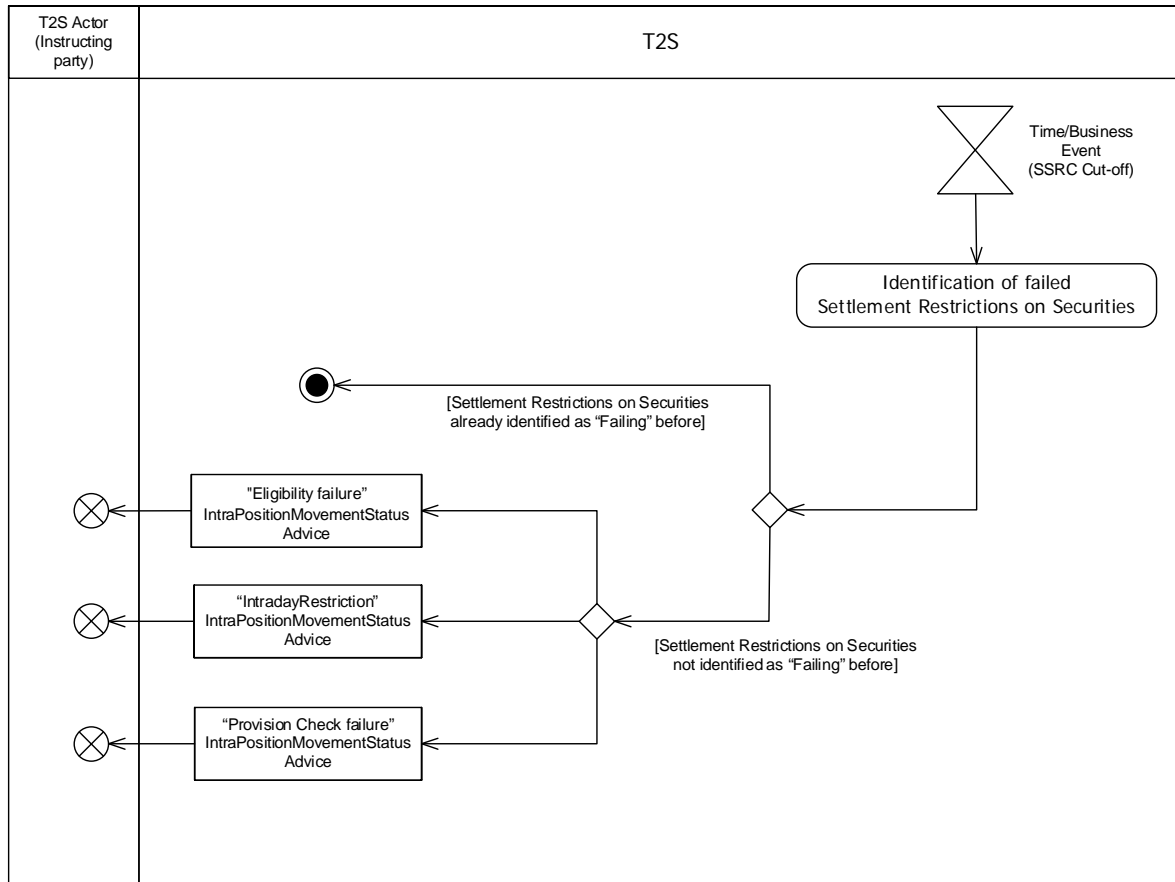 T2S Actor
(Instructing
party)
T2S
Time/Business
Event
(SSRC Cut-off)
Identification of failed
Settlement Restrictions on Securities
[Settlement Restrictions on Securities
already identified as “Failing” before]
"Eligibility failure”
IntraPositionMovementStatus
Advice
“IntradayRestriction”
IntraPositionMovementStatus
Advice
[Settlement Restrictions on Securities
not identified as “Failing” before]
“Provision Check failure”
IntraPositionMovementStatus
Advice